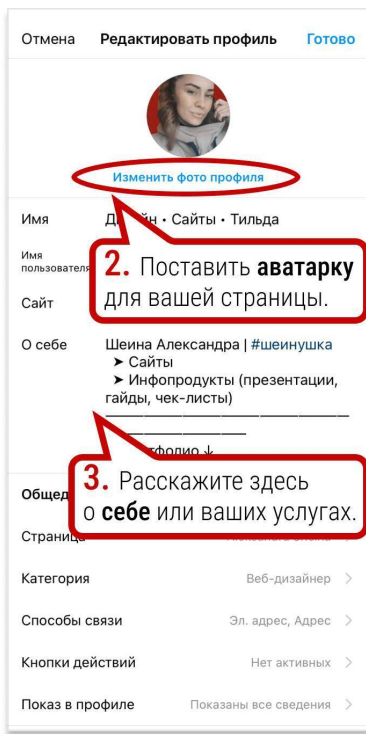 Отмена Редактировать профиль Готово
Изменить фото профиля
Имя
Сайты • Тильда
Имя
пользователя
2. Поставить аватарку
для вашей страницы.
Сайт
О себе Шеина Александра | #шеинушка
➤ Сайты
➤ Инфопродукты (презентации,
гайды, чек-листы)
3. Расскажите здесь
о себе или ваших услугах.
Страница
Категория Веб-дизайнер >
Способы связи Эл. адрес, Адрес >
Кнопки действий Нет активных >
Показ в профиле Показаны все сведения >